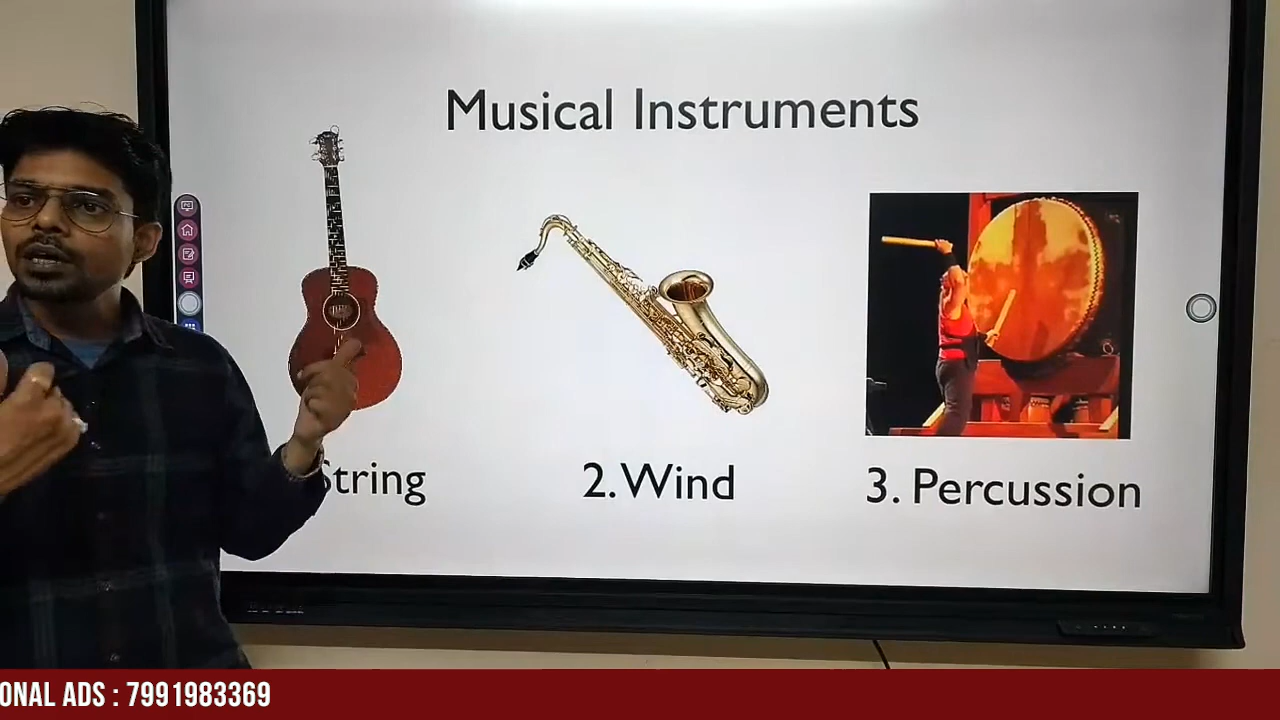 Musical Instruments
String
2. Wind
3. Percussion
ONAL ADS : 7991983369